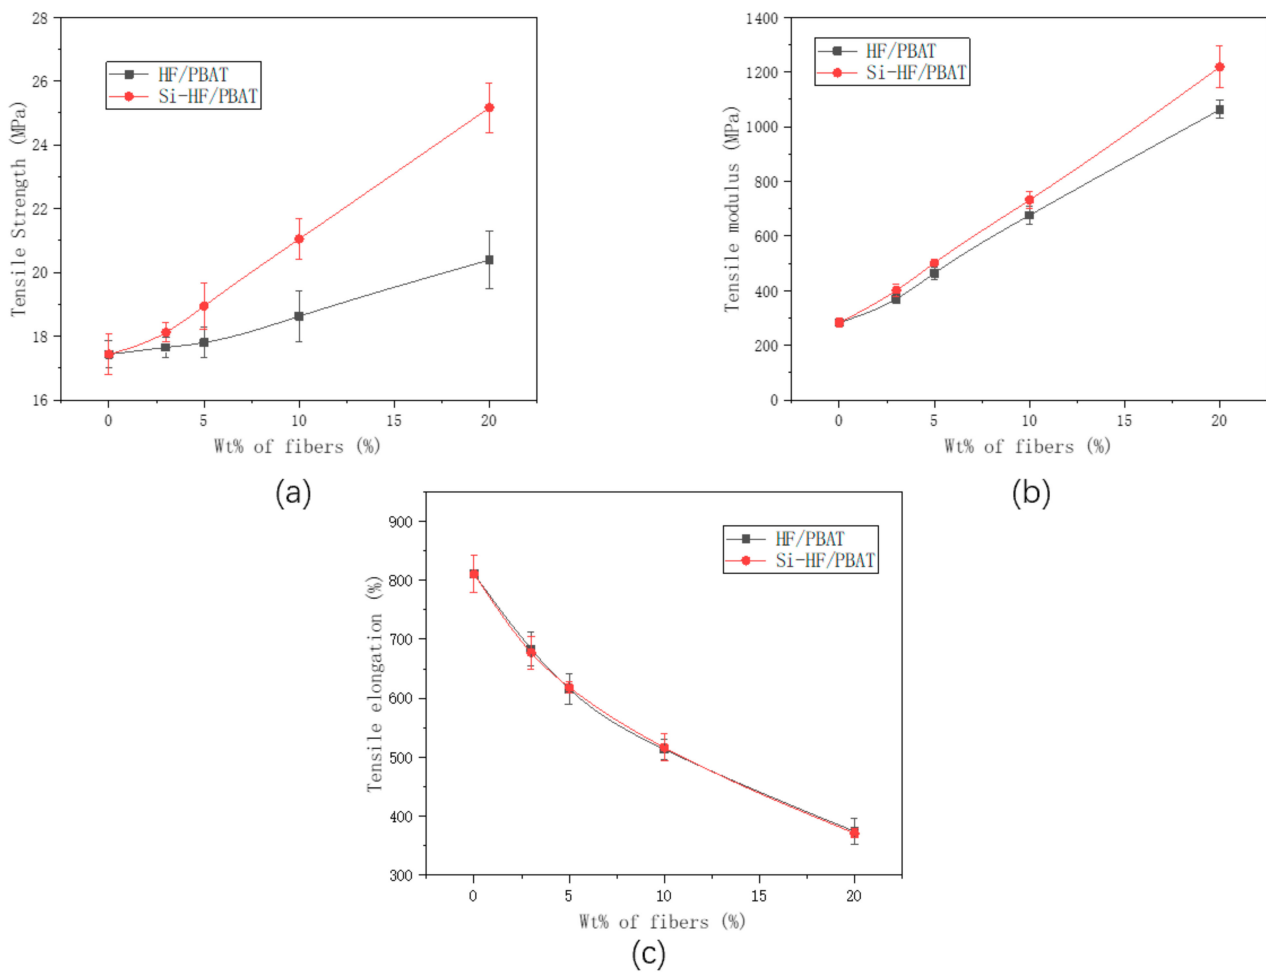 28
26
24
22
20
18
16
Tensile Strength (MPa)
HF/PBAT
Si-HF/PBAT
0 5 10 15 20
Wt% of fibers (%)
(a)
1400
1200
1000
800
600
400
200
0
Tensile modulus (MPa)
HF/PBAT
Si-HF/PBAT
0 5 10 15 20
Wt% of fibers (%)
(b)
900
800
700
600
500
400
300
Tensile elongation (%)
HF/PBAT
Si-HF/PBAT
0 5 10 15 20
Wt% of fibers (%)
(c)